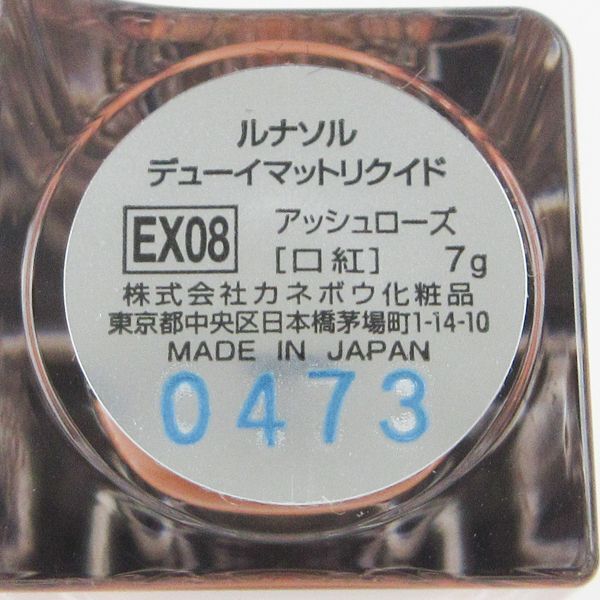 ルナソル
デューイマットリクイド
EX08 アッシュローズ
[口紅] 7g
株式会社カネボウ化粧品
東京都中央区日本橋茅場町1-14-10
MADE IN JAPAN
0473